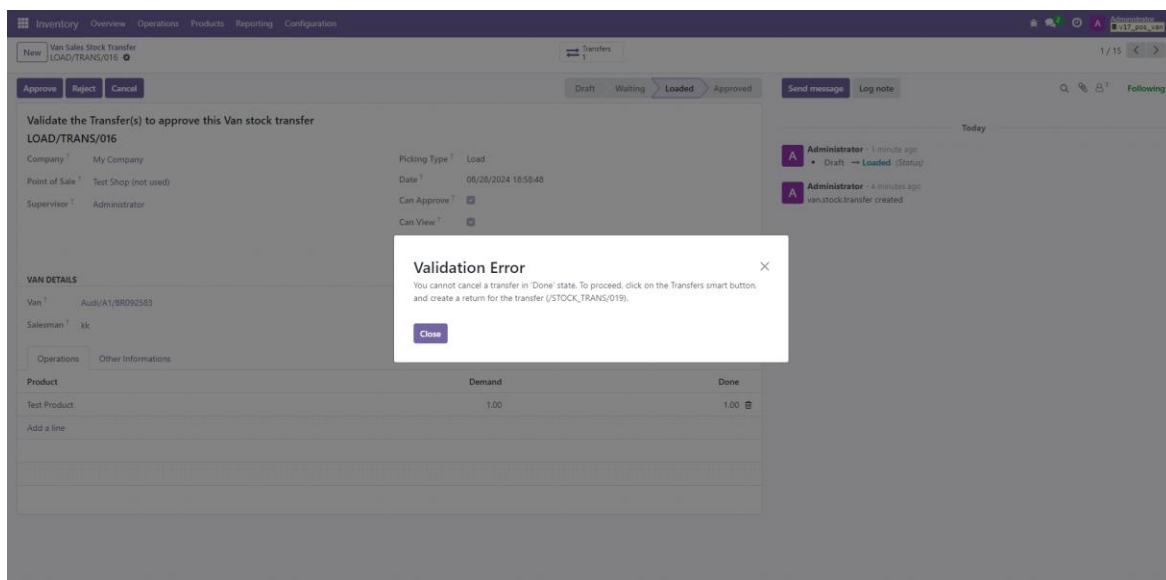 Inventory Overview Operations Products Reporting Configuration
Administrator
v17_pos_van
New
Van Sales Stock Transfer
LOAD/TRANS/016
Transfers
1
1 / 15
Approve Reject Cancel
Draft Waiting Loaded Approved
Send message Log note
Following
Validate the Transfer(s) to approve this Van stock transfer
LOAD/TRANS/016
Company ? My Company
Picking Type ? Load
Point of Sale ? Test Shop (not used)
Date ? 08/28/2024 18:58:48
Supervisor ? Administrator
Can Approve ?
Can View ?
Today
A
Administrator - 1 minute ago
Draft → Loaded (Status)
A
Administrator - 4 minutes ago
van.stock.transfer created
Validation Error
You cannot cancel a transfer in 'Done' state. To proceed, click on the Transfers smart button,
and create a return for the transfer (/STOCK_TRANS/019).
Close
VAN DETAILS
Van ? Audi/A1/BR092583
Salesman ? kk
Operations Other Informations
Product Demand Done
Test Product 1.00 1.00
Add a line